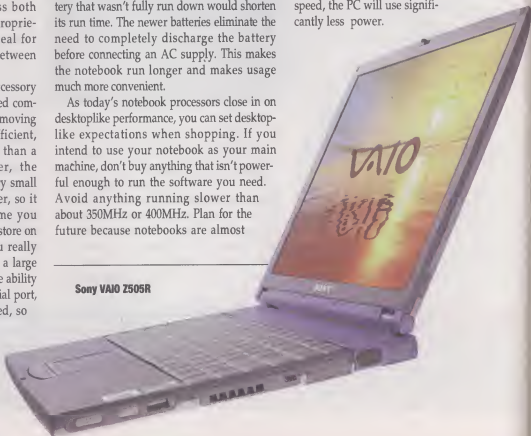 ss both
roprie-
eal for
etween
cessory
ed com-
moving
ficient,
than a
er, the
y small
er, so it
me you
store on
u really
a large
e ability
ial port,
ed, so
tery that wasn't fully run down would shorten
its run time. The newer batteries eliminate the
need to completely discharge the battery
before connecting an AC supply. This makes
the notebook run longer and makes usage
much more convenient.
As today's notebook processors close in on
desktoplike performance, you can set desktop-
like expectations when shopping. If you
intend to use your notebook as your main
machine, don't buy anything that isn't power-
ful enough to run the software you need.
Avoid anything running slower than
about 350MHz or 400MHz. Plan for the
future because notebooks are almost
speed, the PC will use signifi-
cantly less power.
VAIO
SONY
Sony VAIO Z505R